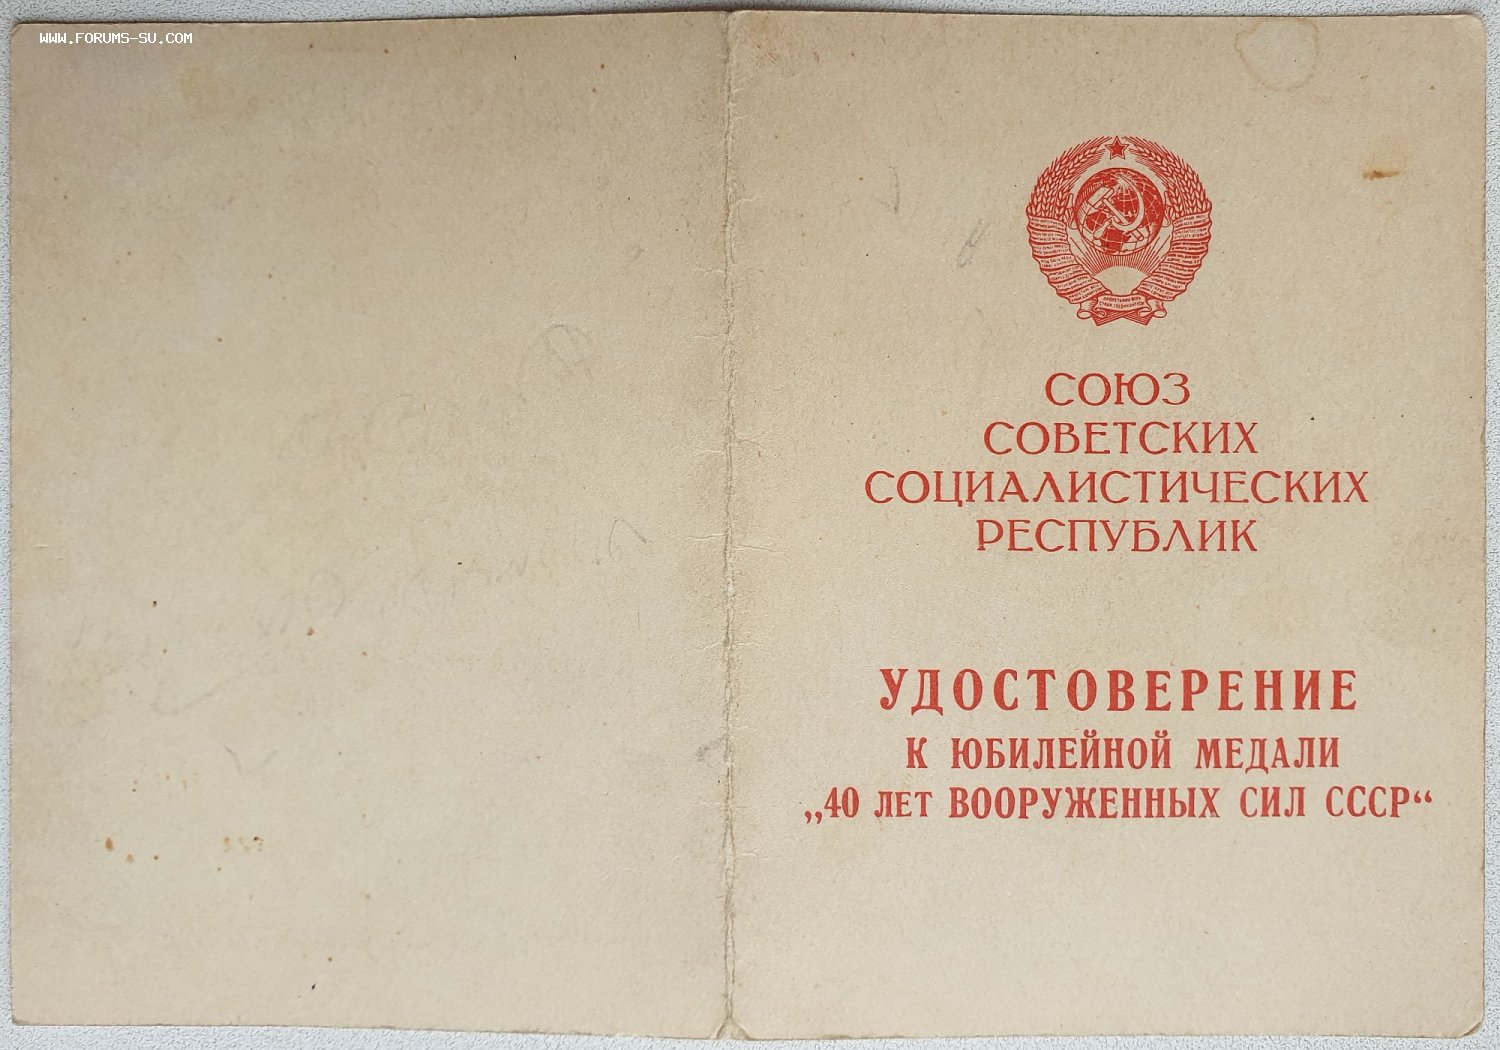 WWW.FORUMS-SU.COM
СОЮЗ
СОВЕТСКИХ
СОЦИАЛИСТИЧЕСКИХ
РЕСПУБЛИК
УДОСТОВЕРЕНИЕ
К ЮБИЛЕЙНОЙ МЕДАЛИ
„40 ЛЕТ ВООРУЖЕННЫХ СИЛ СССР“